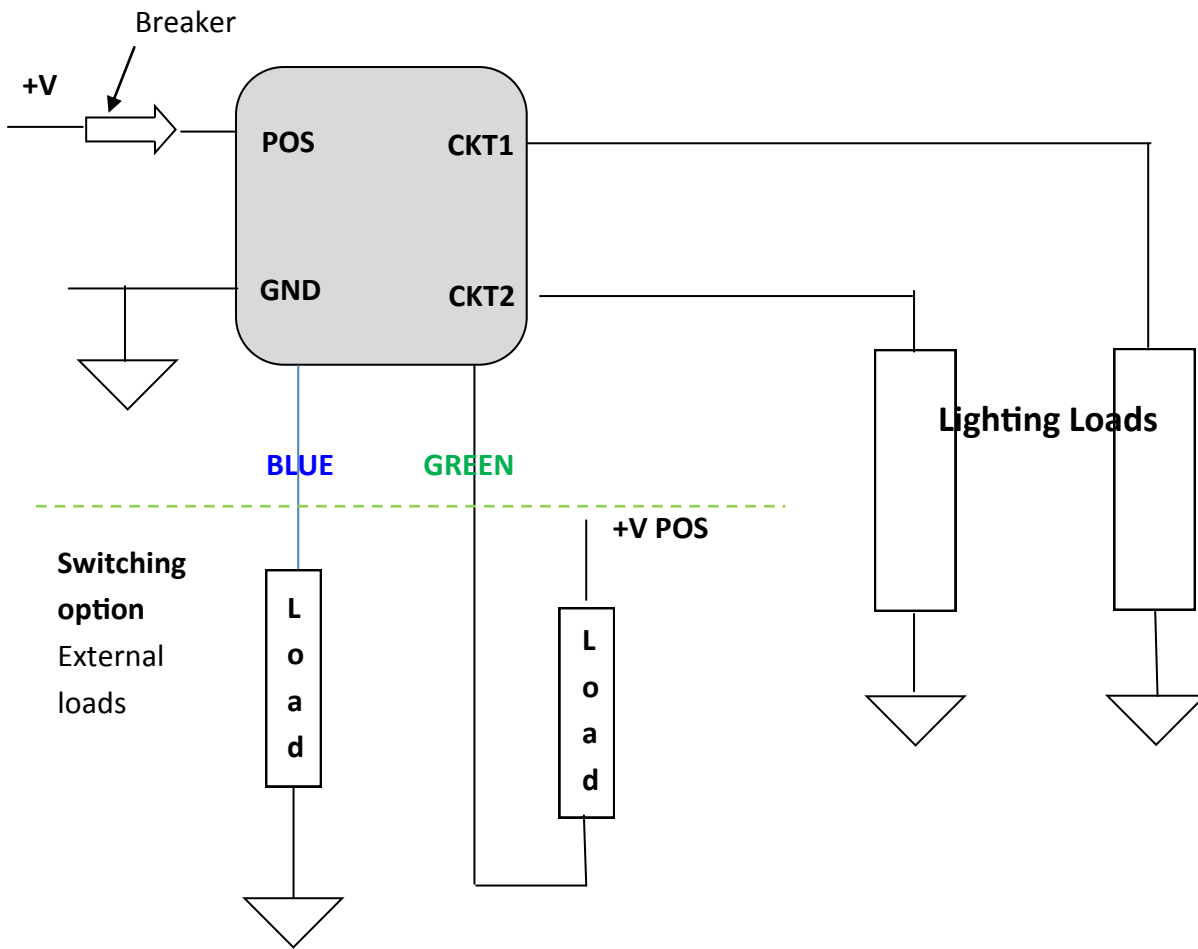 Breaker
+V
POS
CKT1
GND
CKT2
Lighting Loads
BLUE
GREEN
+V POS
Switching
option
External
loads
L
o
a
d
L
o
a
d